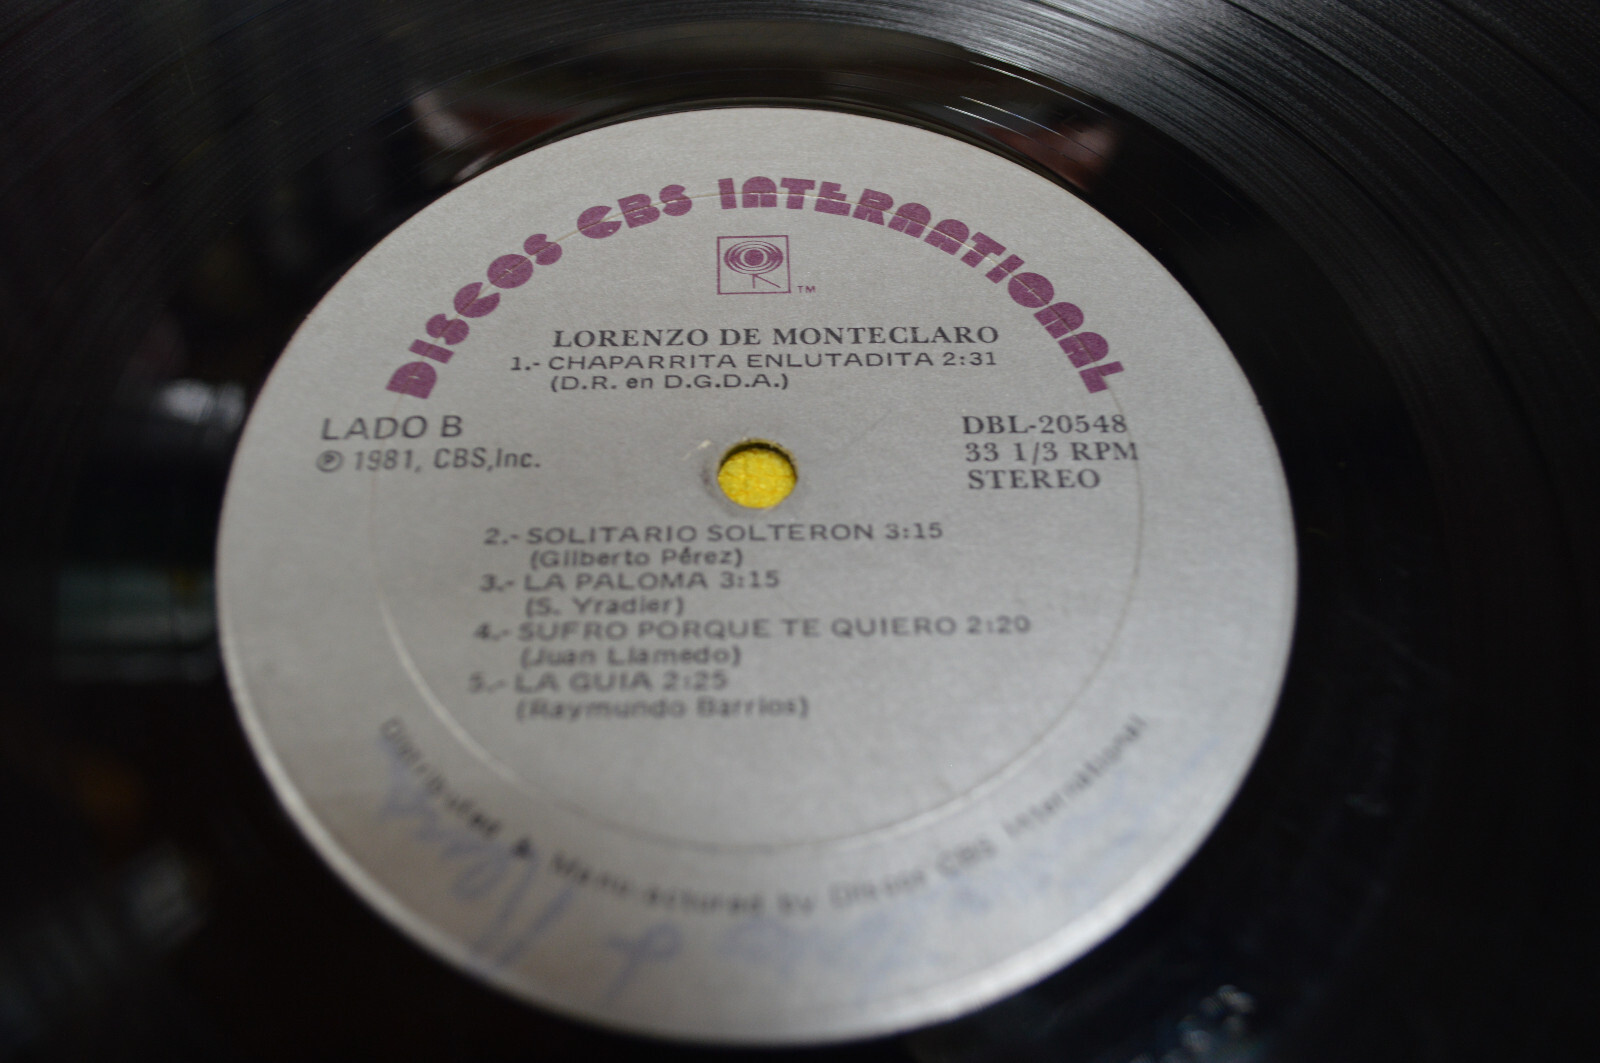 DISCOS CBS INTERNATIONAL
TM
LORENZO DE MONTECLARO
1.- CHAPARRITA ENLUTADITA 2:31
(D.R. en D.G.D.A.)
LADO B
℗ 1981, CBS,Inc.
DBL-20548
33 1/3 RPM
STEREO
2.- SOLITARIO SOLTERON 3:15
(Gilberto Pérez)
3.- LA PALOMA 3:15
(S. Yradier)
4.- SUFRO PORQUE TE QUIERO 2:20
(Juan Llamedo)
5.- LA GUIA 2:25
(Raymundo Barrios)
Distributed & Manufactured by Discos CBS International